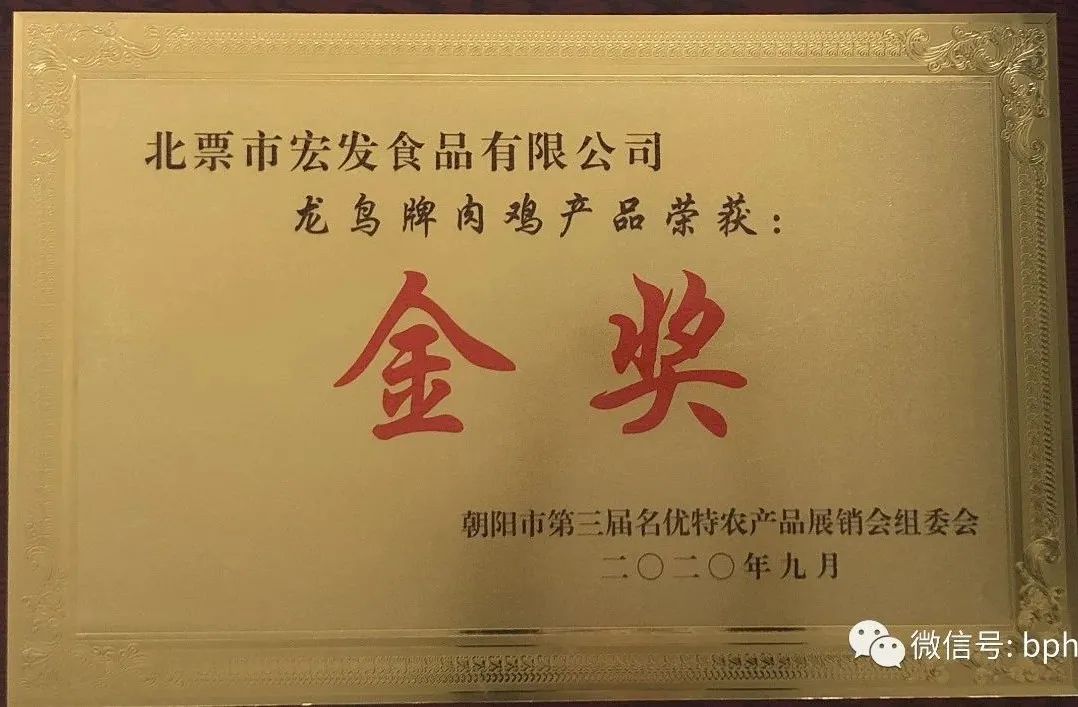 北票市宏发食品有限公司
龙鸟牌肉鸡产品荣获：
金奖
朝阳市第三届名优特农产品展销会组委会
二〇二〇年九月
微信号: bph